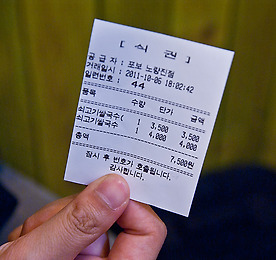 [ 식 권 ]
공 급 자 : 포보 노량진점
거래일시 : 2011-10-06 18:02:42
일련번호 : 44
품목 수량 단가 금액
쇠고기쌀국수( 1 3,500 3,500
쇠고기쌀국수 1 4,000 4,000
총액 7,500원
잠시 후 번호가 호출됩니다.
감사합니다.